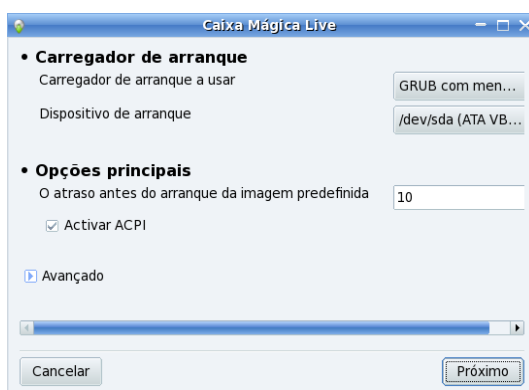 Caixa Mágica Live
• Carregador de arranque
Carregador de arranque a usar
GRUB com men...
Dispositivo de arranque
/dev/sda (ATA VB...
• Opções principais
O atraso antes do arranque da imagem predefinida
10
Activar ACPI
Avançado
Cancelar
Próximo